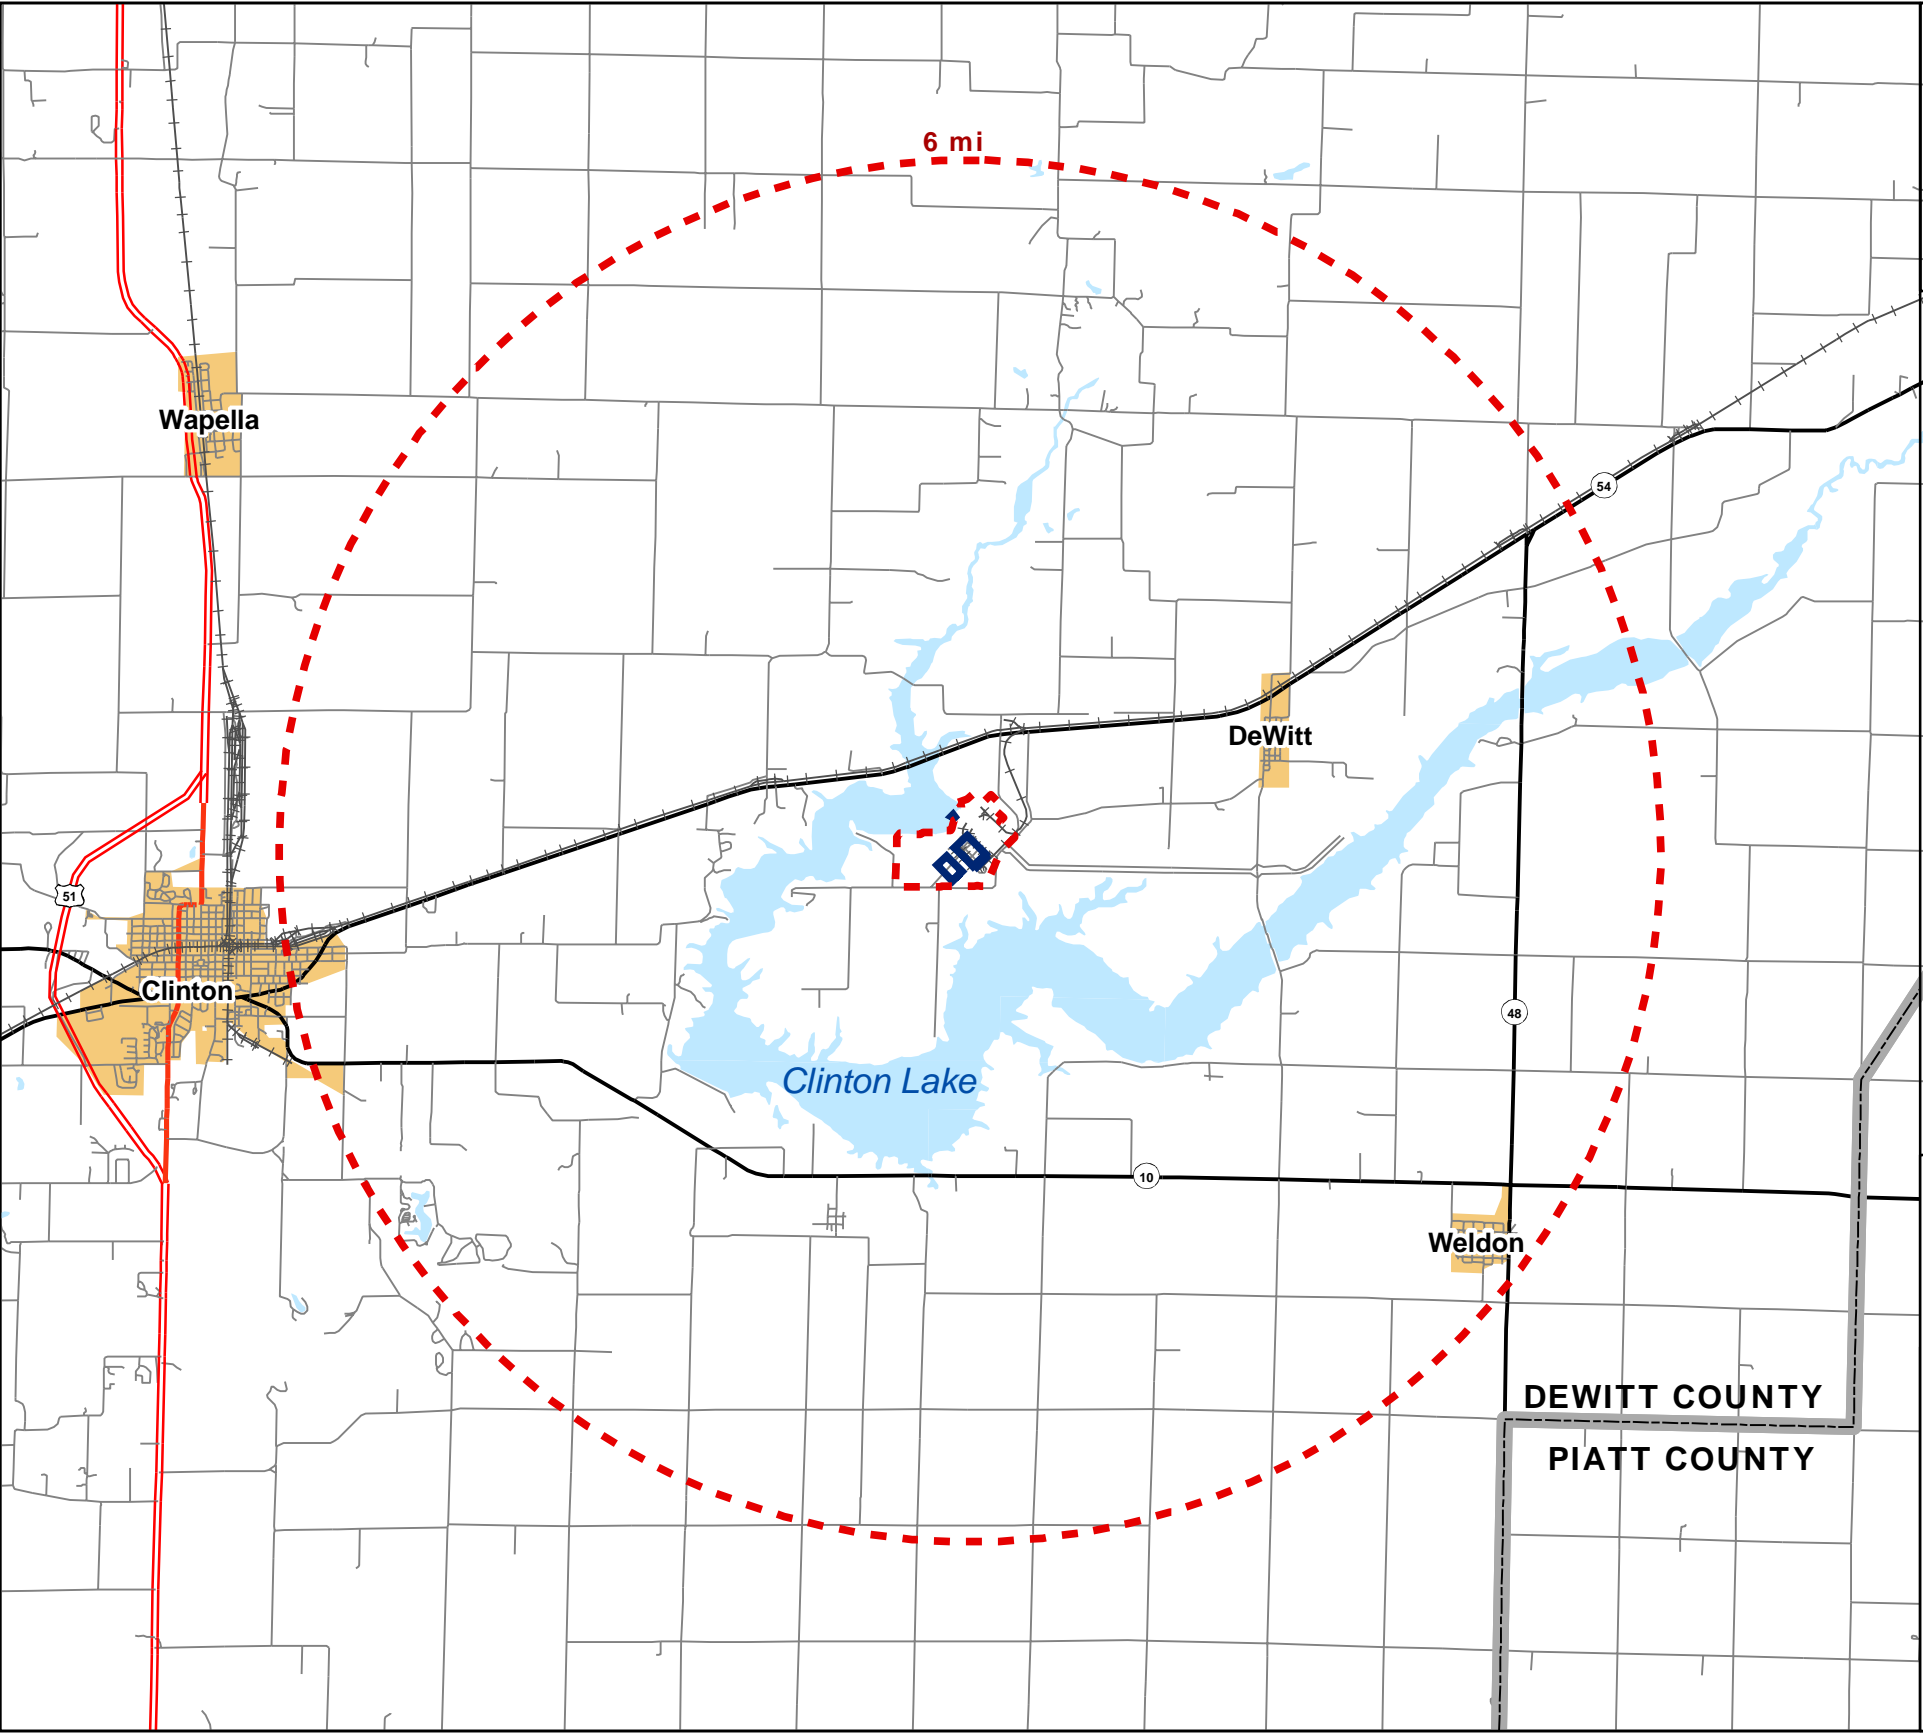 6 mi
Wapella
54
DeWitt
51
Clinton
48
Clinton Lake
10
Weldon
DEWITT COUNTY
PIATT COUNTY